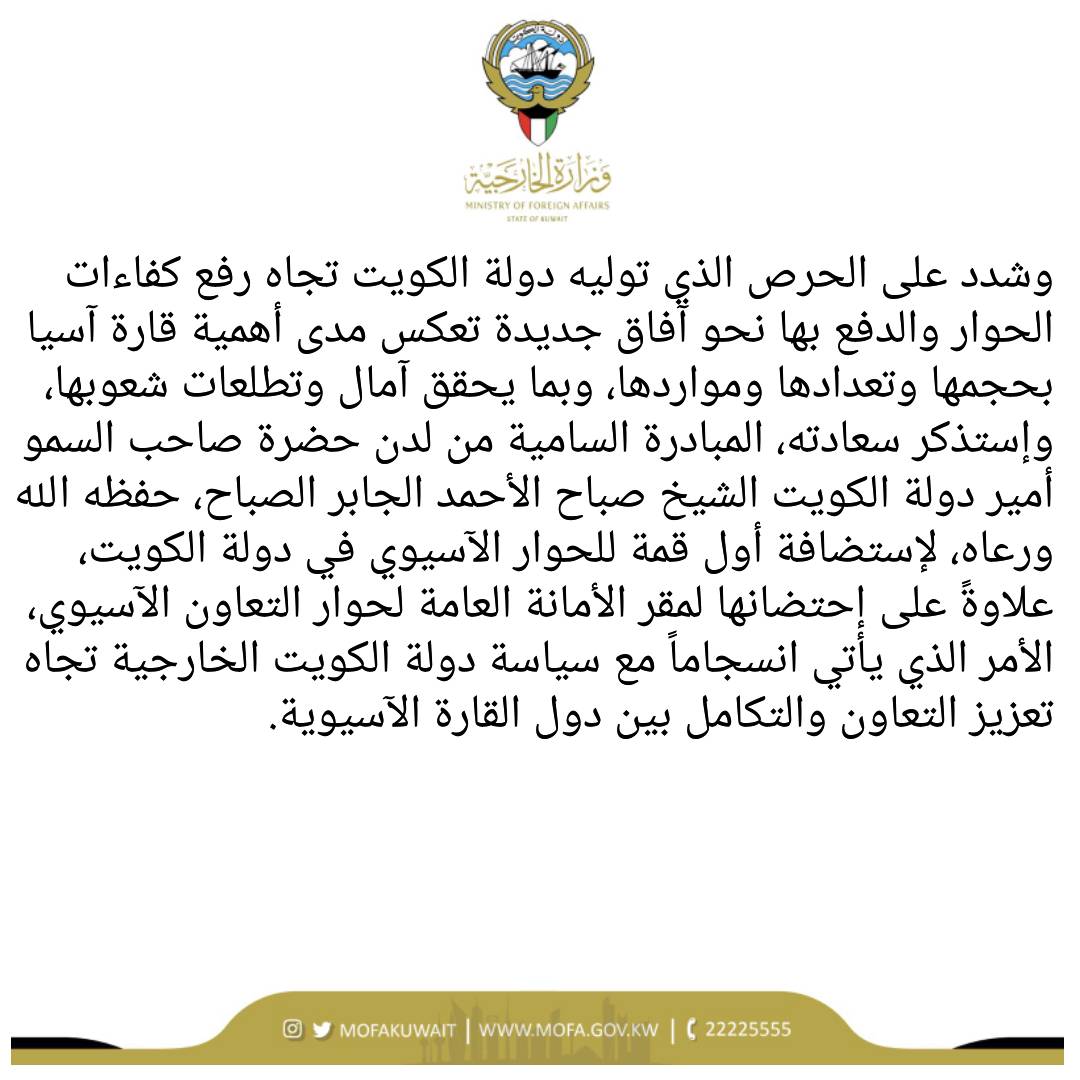 دولة الكويت
وزارة الخارجية
MINISTRY OF FOREIGN AFFAIRS
STATE OF KUWAIT
وشدد على الحرص الذي توليه دولة الكويت تجاه رفع كفاءات
الحوار والدفع بها نحو آفاق جديدة تعكس مدى أهمية قارة آسيا
بحجمها وتعدادها ومواردها، وبما يحقق آمال وتطلعات شعوبها،
وإستذكر سعادته، المبادرة السامية من لدن حضرة صاحب السمو
أمير دولة الكويت الشيخ صباح الأحمد الجابر الصباح، حفظه الله
ورعاه، لإستضافة أول قمة للحوار الآسيوي في دولة الكويت،
علاوةً على إحتضانها لمقر الأمانة العامة لحوار التعاون الآسيوي،
الأمر الذي يأتي انسجاماً مع سياسة دولة الكويت الخارجية تجاه
تعزيز التعاون والتكامل بين دول القارة الآسيوية.
MOFAKUWAIT | WWW.MOFA.GOV.KW | 22225555